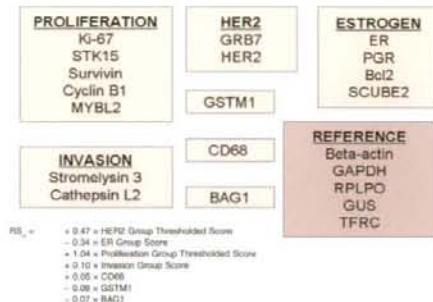 PROLIFERATION
Ki-67
STK15
Survivin
Cyclin B1
MYBL2
HER2
GRB7
HER2
ESTROGEN
ER
PGR
Bcl2
SCUBE2
GSTM1
CD68
BAG1
INVASION
Stromelysin 3
Cathepsin L2
REFERENCE
Beta-actin
GAPDH
RPLPO
GUS
TFRC
RSᵤ = + 0.47 × HER2 Group Thresholded Score
- 0.34 × ER Group Score
+ 1.04 × Proliferation Group Thresholded Score
+ 0.10 × Invasion Group Score
+ 0.05 × CD68
- 0.08 × GSTM1
- 0.07 × BAG1